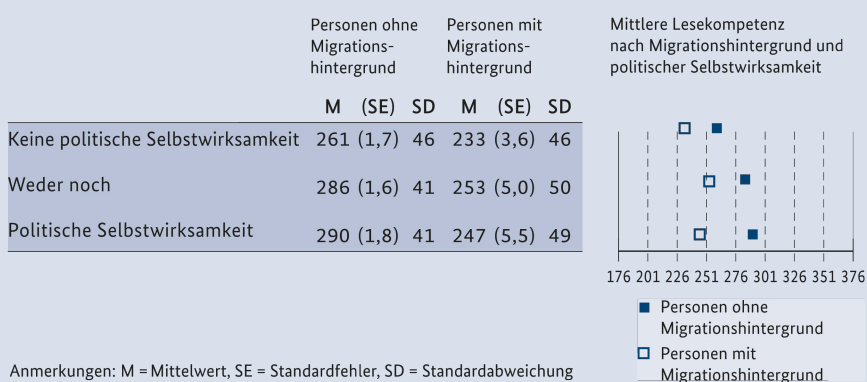 Personen ohne Migrations-hintergrund
Personen mit Migrations-hintergrund
Mittlere Lesekompetenz
nach Migrationshintergrund und
politischer Selbstwirksamkeit
M (SE) SD M (SE) SD
Keine politische Selbstwirksamkeit 261 (1,7) 46 233 (3,6) 46
Weder noch 286 (1,6) 41 253 (5,0) 50
Politische Selbstwirksamkeit 290 (1,8) 41 247 (5,5) 49
176 201 226 251 276 301 326 351 376
Personen ohne
Migrationshintergrund
Personen mit
Migrationshintergrund
Anmerkungen: M = Mittelwert, SE = Standardfehler, SD = Standardabweichung